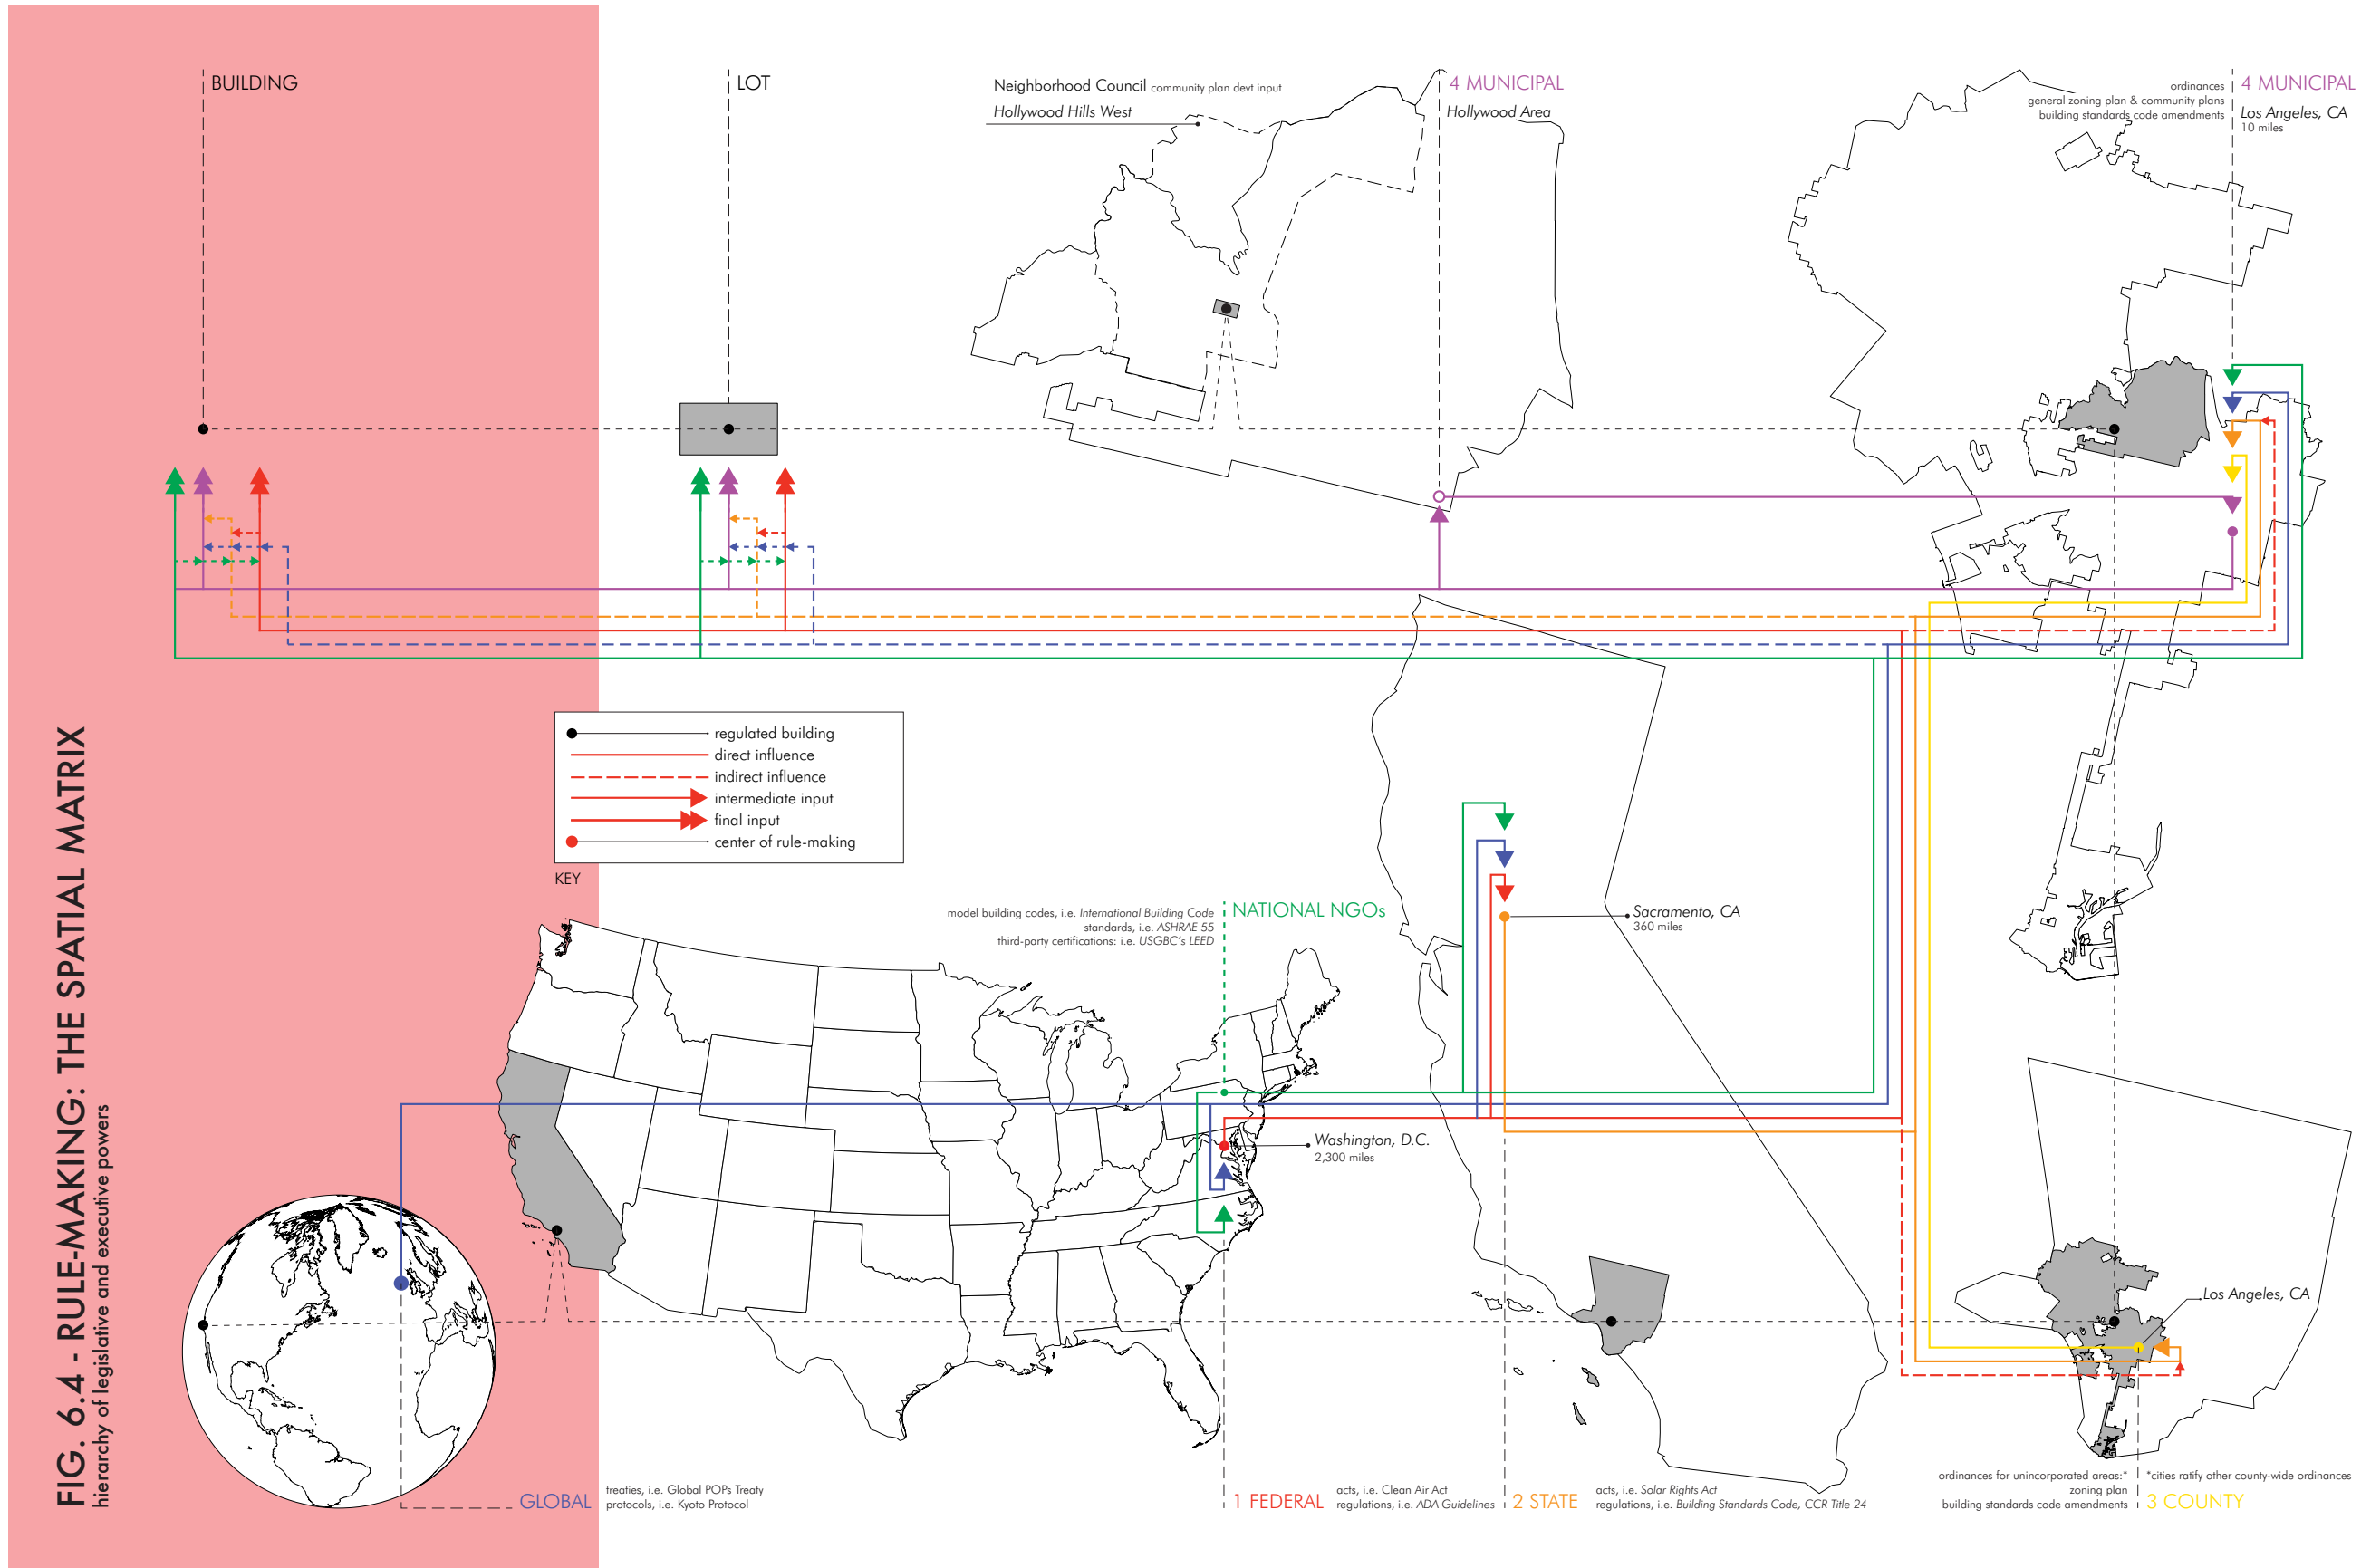 FIG. 6.4 - RULE-MAKING: THE SPATIAL MATRIX
hierarchy of legislative and executive powers
BUILDING
LOT
Neighborhood Council community plan devt input
Hollywood Hills West
4 MUNICIPAL
Hollywood Area
ordinances
general zoning plan & community plans
building standards code amendments
4 MUNICIPAL
Los Angeles, CA
10 miles
regulated building
direct influence
indirect influence
intermediate input
final input
center of rule-making
KEY
model building codes, i.e. International Building Code
standards, i.e. ASHRAE 55
third-party certifications: i.e. USGBC's LEED
NATIONAL NGOs
Sacramento, CA
360 miles
Washington, D.C.
2,300 miles
Los Angeles, CA
GLOBAL
treaties, i.e. Global POPs Treaty
protocols, i.e. Kyoto Protocol
1 FEDERAL
acts, i.e. Clean Air Act
regulations, i.e. ADA Guidelines
2 STATE
acts, i.e. Solar Rights Act
regulations, i.e. Building Standards Code, CCR Title 24
ordinances for unincorporated areas:*
zoning plan
building standards code amendments
*cities ratify other county-wide ordinances
3 COUNTY